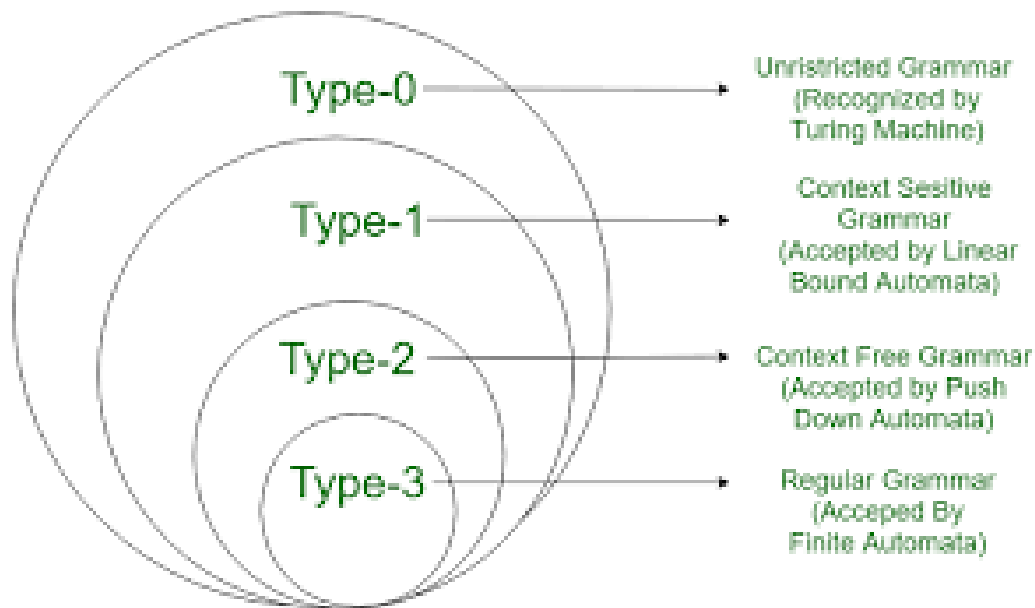 Type-0
Unristricted Grammar
(Recognized by
Turing Machine)
Type-1
Context Sesitive
Grammar
(Accepted by Linear
Bound Automata)
Type-2
Context Free Grammar
(Accepted by Push
Down Automata)
Type-3
Regular Grammar
(Acceped By
Finite Automata)